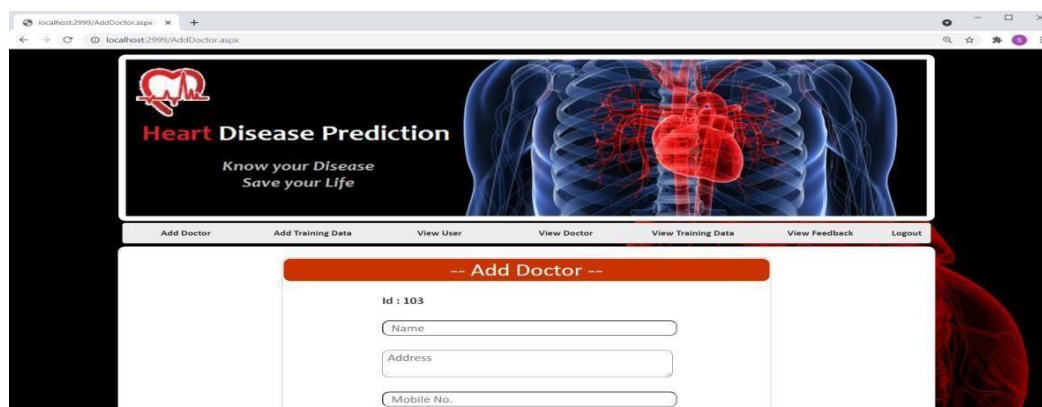 localhost:2999/AddDoctor.aspx
localhost:2999/AddDoctor.aspx
S
Heart Disease Prediction
Know your Disease
Save your Life
Add Doctor Add Training Data View User View Doctor View Training Data View Feedback Logout
-- Add Doctor --
Id : 103
Name
Address
Mobile No.